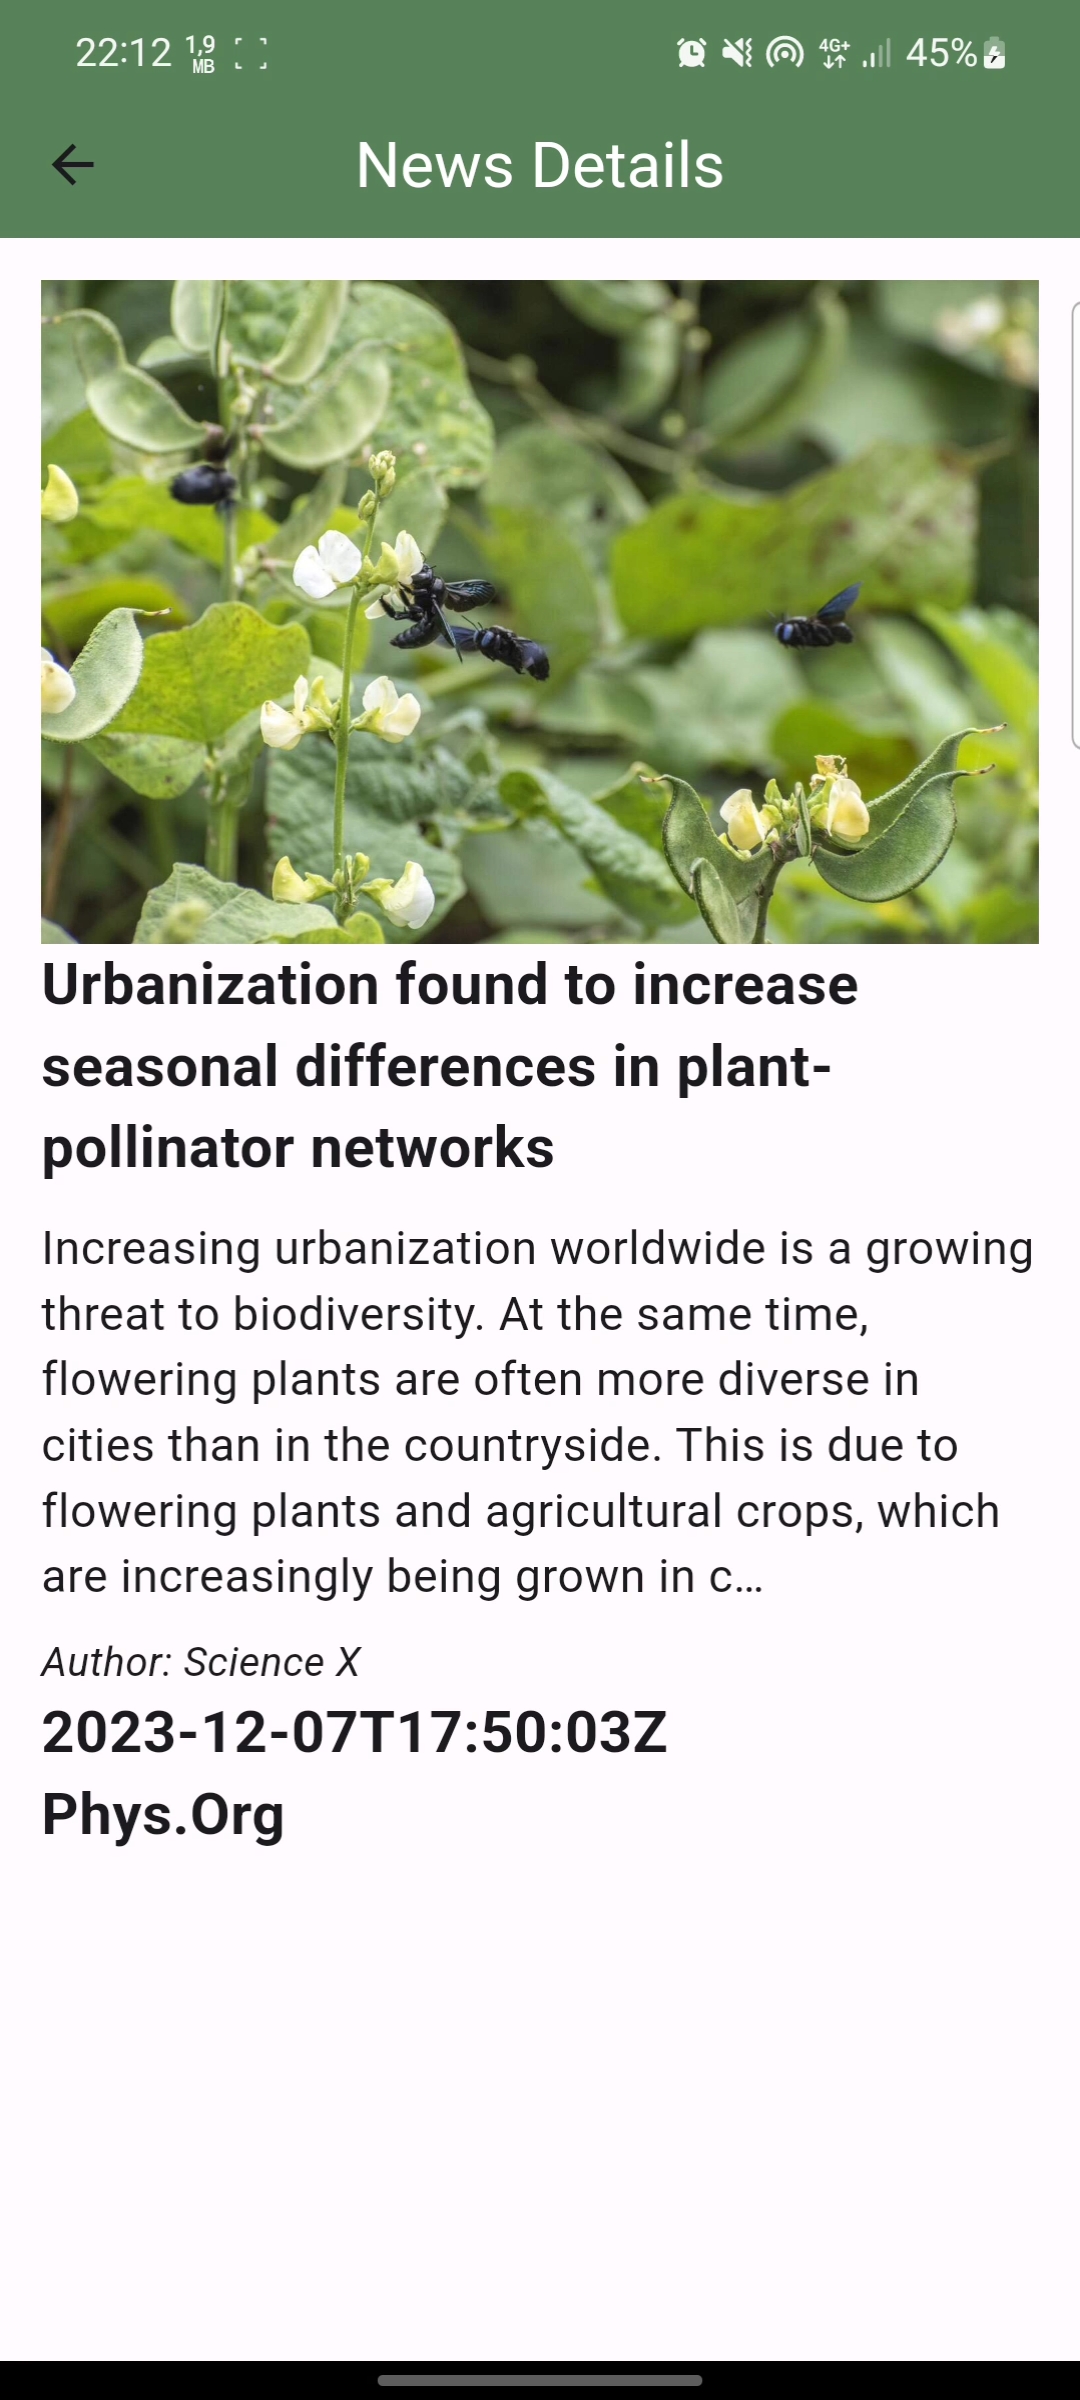 22:12 1,9 MB 4G+ 45%
News Details
Urbanization found to increase
seasonal differences in plant-
pollinator networks
Increasing urbanization worldwide is a growing
threat to biodiversity. At the same time,
flowering plants are often more diverse in
cities than in the countryside. This is due to
flowering plants and agricultural crops, which
are increasingly being grown in c…
Author: Science X
2023-12-07T17:50:03Z
Phys.Org